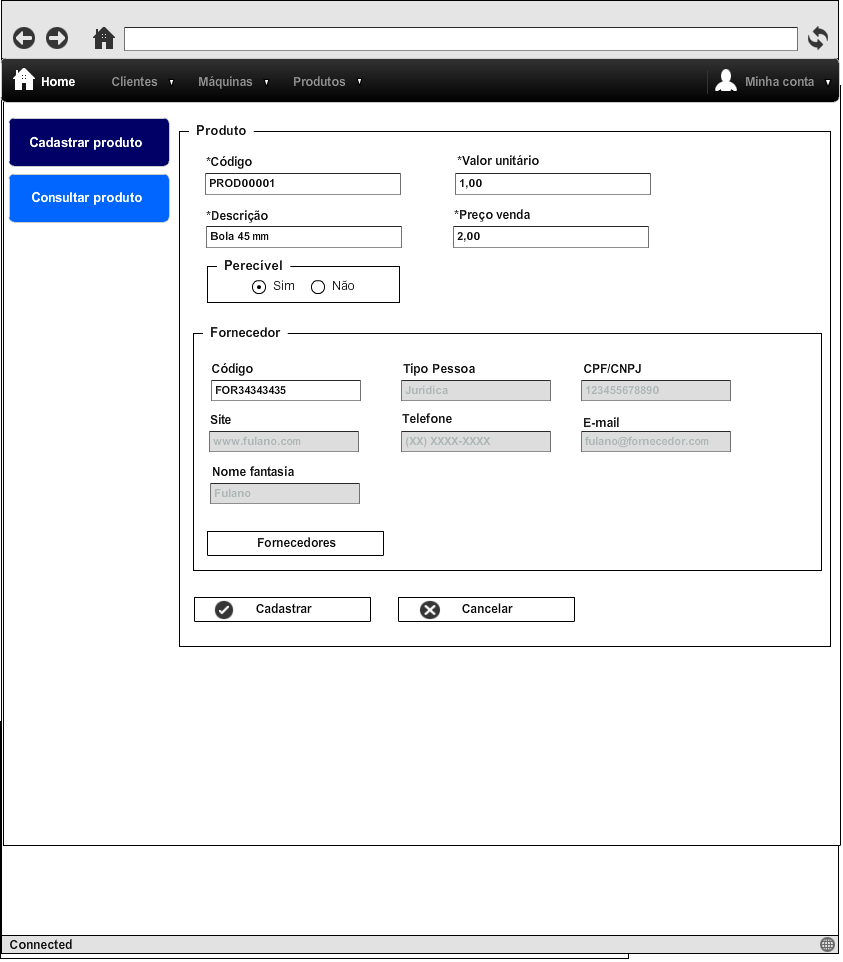 Home Clientes Máquinas Produtos Minha conta
Cadastrar produto
Consultar produto
Produto
*Código *Valor unitário
PROD00001 1,00
*Descrição *Preço venda
Bola 45 mm 2,00
Perecível
Sim Não
Fornecedor
Código Tipo Pessoa CPF/CNPJ
FOR34343435 Juridica 123455678890
Site Telefone E-mail
www.fulano.com (XX) XXXX-XXXX fulano@fornecedor.com
Nome fantasia
Fulano
Fornecedores
Cadastrar Cancelar
Connected